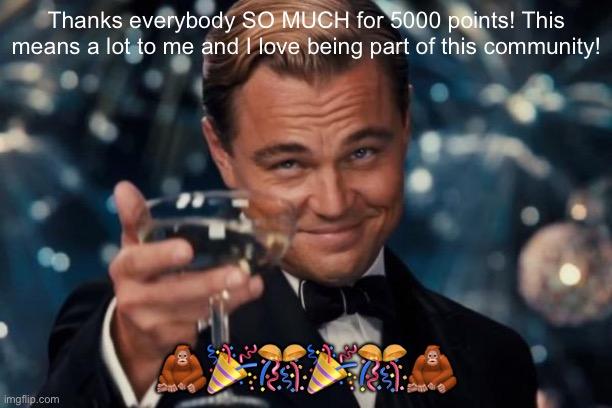 Thanks everybody SO MUCH for 5000 points! This
means a lot to me and I love being part of this community!
🦧🎉🎊🎉🎊🦧
imgflip.com